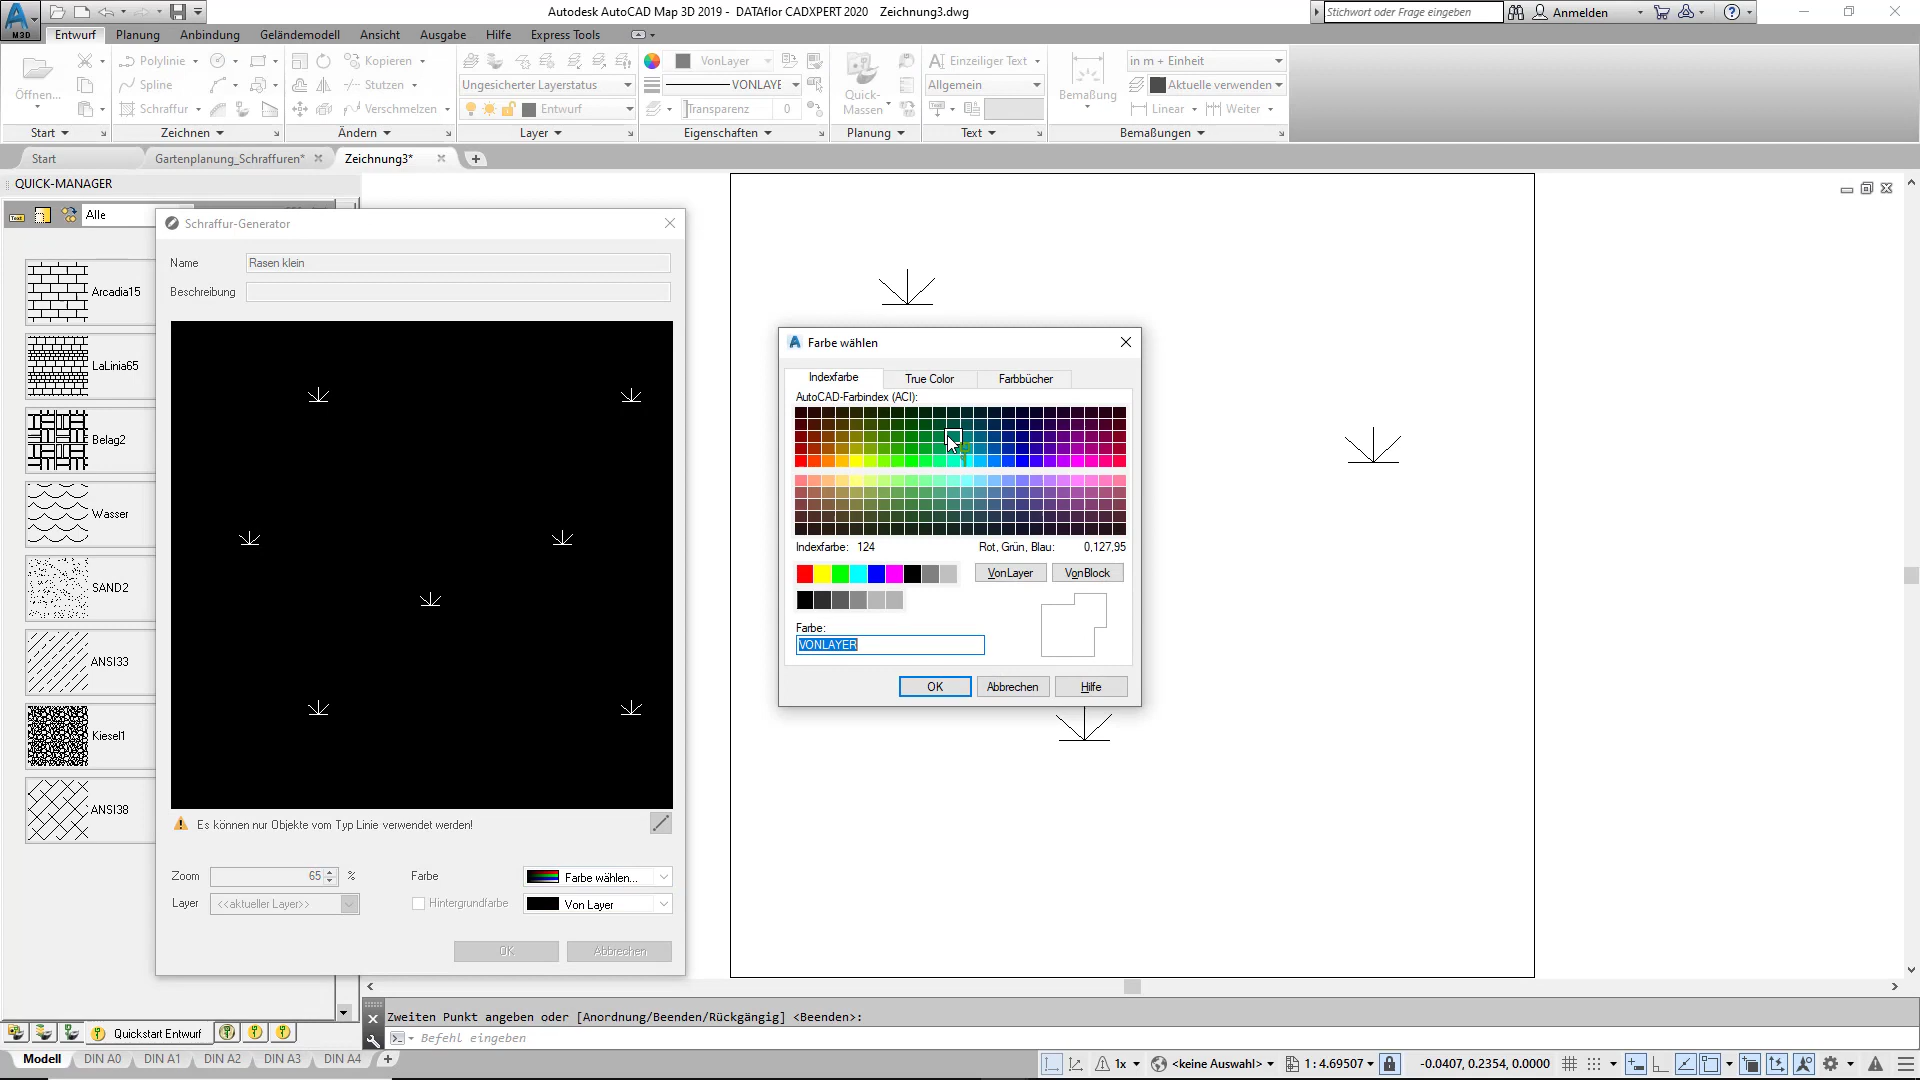 Autodesk AutoCAD Map 3D 2019 - DATAflor CADXPERT 2020 Zeichnung3.dwg
Stichwort oder Frage eingeben
Anmelden
M3D
Entwurf Planung Anbindung Geländemodell Ansicht Ausgabe Hilfe Express Tools
Öffnen...
Polylinie
Spline
Schraffur
Kopieren
Stutzen
Verschmelzen
Ungesicherter Layerstatus
Entwurf
VonLayer
VONLAYE
Transparenz 0
Quick-
Massen
Einzeiliger Text
Allgemein
Bemaßung
in m + Einheit
Aktuelle verwenden
Linear Weiter
Start Zeichnen Ändern Layer Eigenschaften Planung Text Bemaßungen
Start Gartenplanung_Schraffuren* Zeichnung3*
QUICK-MANAGER
Alle
Arcadia15
LaLinia65
Belag2
Wasser
SAND2
ANSI33
Kiesel1
ANSI38
Schraffur-Generator
Name Rasen klein
Beschreibung
Es können nur Objekte vom Typ Linie verwendet werden!
Zoom 65 % Farbe Farbe wählen...
Layer <<aktueller Layer>> Hintergrundfarbe Von Layer
OK Abbrechen
Farbe wählen
Indexfarbe True Color Farbbücher
AutoCAD-Farbindex (ACI):
Indexfarbe: 124 Rot, Grün, Blau: 0,127,95
VonLayer VonBlock
Farbe:
VONLAYER
OK Abbrechen Hilfe
Zweiten Punkt angeben oder [Anordnung/Beenden/Rückgängig] <Beenden>:
Befehl eingeben
Quickstart Entwurf
Modell DIN A0 DIN A1 DIN A2 DIN A3 DIN A4
1x <keine Auswahl> 1 : 4.69507 -0.0407, 0.2354, 0.0000